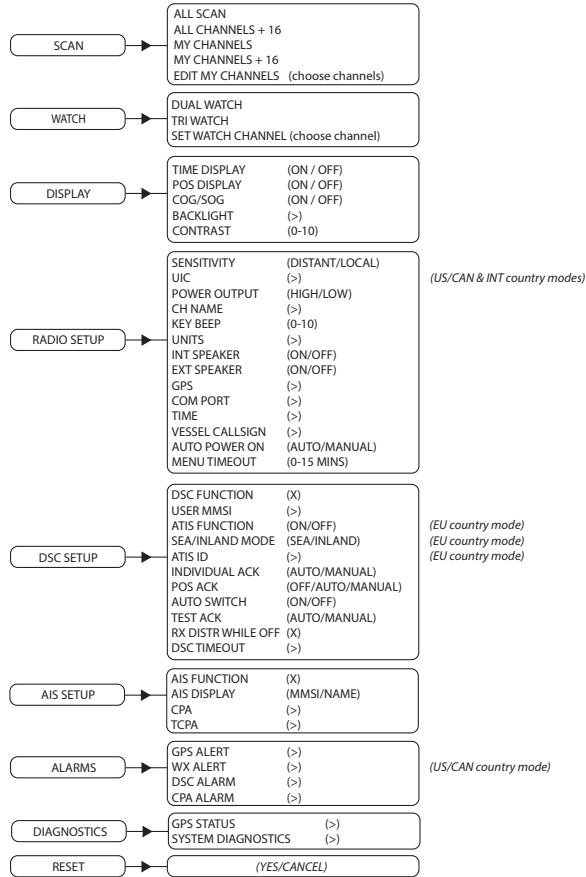 SCAN
ALL SCAN
ALL CHANNELS + 16
MY CHANNELS
MY CHANNELS + 16
EDIT MY CHANNELS (choose channels)
WATCH
DUAL WATCH
TRI WATCH
SET WATCH CHANNEL (choose channel)
DISPLAY
TIME DISPLAY (ON / OFF)
POS DISPLAY (ON / OFF)
COG/SOG (ON / OFF)
BACKLIGHT (>)
CONTRAST (0-10)
RADIO SETUP
SENSITIVITY (DISTANT/LOCAL)
UIC (>) (US/CAN & INT country modes)
POWER OUTPUT (HIGH/LOW)
CH NAME (>)
KEY BEEP (0-10)
UNITS (>)
INT SPEAKER (ON/OFF)
EXT SPEAKER (ON/OFF)
GPS (>)
COM PORT (>)
TIME (>)
VESSEL CALLSIGN (>)
AUTO POWER ON (AUTO/MANUAL)
MENU TIMEOUT (0-15 MINS)
DSC SETUP
DSC FUNCTION (X)
USER MMSI (>)
ATIS FUNCTION (ON/OFF) (EU country mode)
SEA/INLAND MODE (SEA/INLAND) (EU country mode)
ATIS ID (>) (EU country mode)
INDIVIDUAL ACK (AUTO/MANUAL)
POS ACK (OFF/AUTO/MANUAL)
AUTO SWITCH (ON/OFF)
TEST ACK (AUTO/MANUAL)
RX DISTR WHILE OFF (X)
DSC TIMEOUT (>)
AIS SETUP
AIS FUNCTION (X)
AIS DISPLAY (MMSI/NAME)
CPA (>)
TCPA (>)
ALARMS
GPS ALERT (>)
WX ALERT (>) (US/CAN country mode)
DSC ALARM (>)
CPA ALARM (>)
DIAGNOSTICS
GPS STATUS (>)
SYSTEM DIAGNOSTICS (>)
RESET
(YES/CANCEL)